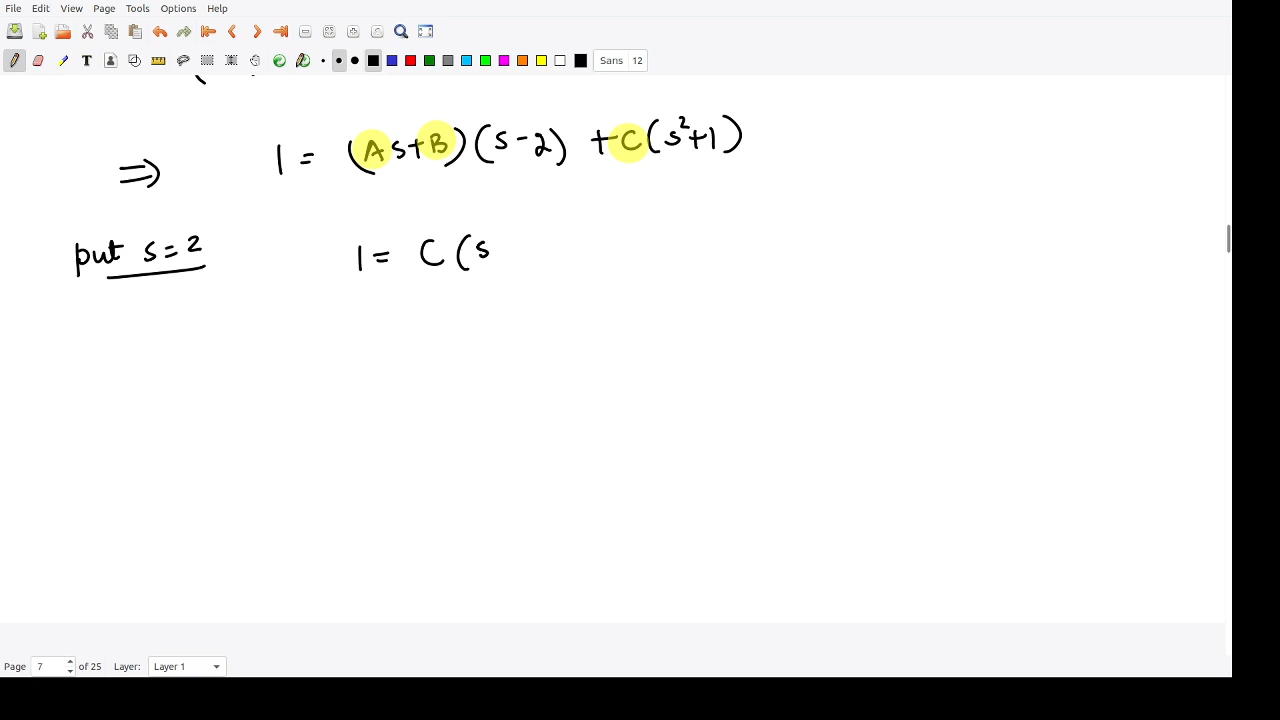 File Edit View Page Tools Options Help
T Sans 12
⇒ 1 = (As+B)(s-2) + C(s²+1)
put s=2 1= C(s
Page 7 of 25 Layer: Layer 1